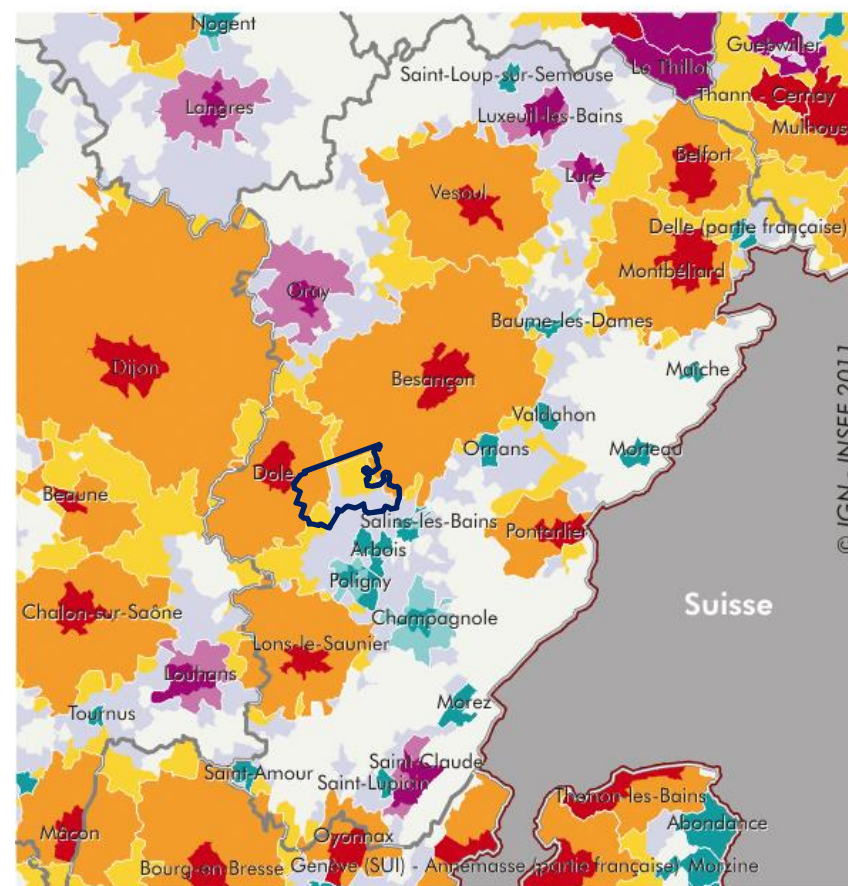 Nogent
Guebwiller
Le Thillot
Saint-Loup-sur-Semouse
Langres
Thann - Cernay
Luxeuil-les-Bains
Mulhous
Belfort
Lure
Vesoul
Delle (partie française)
Montbéliard
Gray
Baume-les-Dames
Dijon
Maîche
Besançon
Valdahon
Ornans
Morteau
Dole
Beaune
Salins-les-Bains
Pontarlier
Arbois
Poligny
Suisse
Chalon-sur-Saône
Champagnole
Lons-le-Saunier
Louhans
Morez
Tournus
Saint-Claude
Saint-Amour
Saint-Lupicin
Thonon-les-Bains
Abondance
Mâcon
Oyonnax
Bourg-en Bresse
Genève (SUI) - Annemasse (partie française)
Morzine
© IGN - INSEE 2011